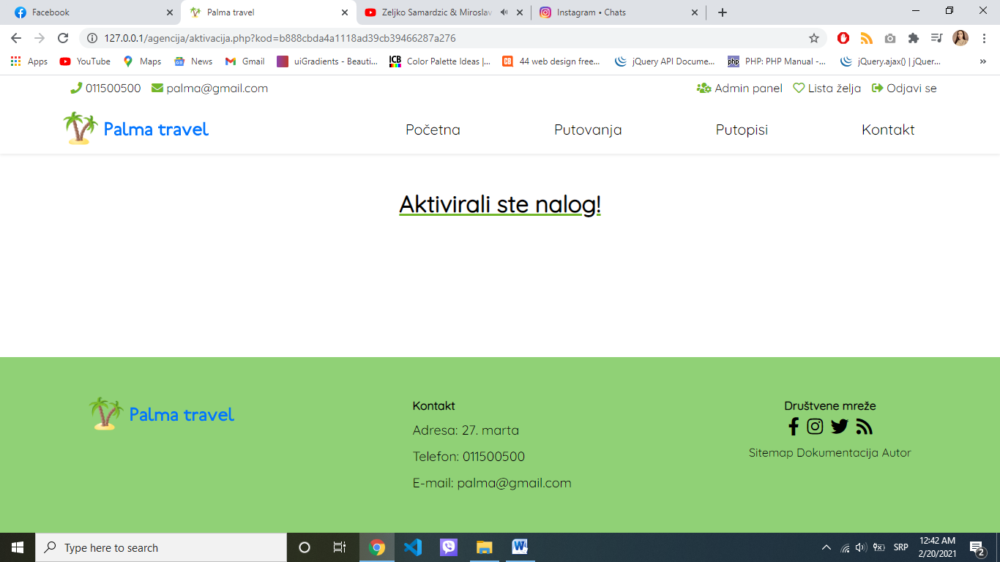 Facebook
Palma travel
Zeljko Samardzic & Miroslav
Instagram • Chats
127.0.0.1/agencija/aktivacija.php?kod=b888cbda4a1118ad39cb39466287a276
Apps YouTube Maps News Gmail uiGradients - Beauti... ICB Color Palette Ideas |... CB 44 web design free... jQuery API Docume... php PHP: PHP Manual -... jQuery.ajax() | jQuer... »
011500500 palma@gmail.com Admin panel Lista želja Odjavi se
Palma travel Početna Putovanja Putopisi Kontakt
Aktivirali ste nalog!
Palma travel
Kontakt
Adresa: 27. marta
Telefon: 011500500
E-mail: palma@gmail.com
Društvene mreže
Sitemap Dokumentacija Autor
Type here to search
SRP
12:42 AM
2/20/2021
2